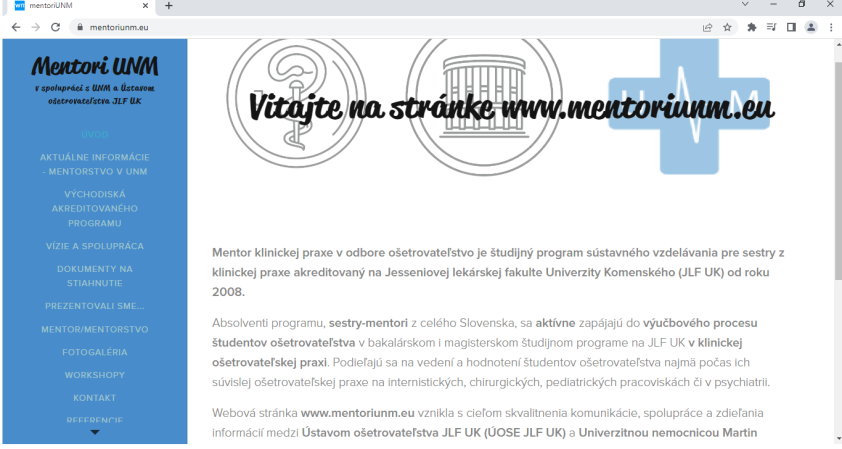 mentoriUNM
mentoriunm.eu
Mentori UNM
v spolupráci s UNM a Ústavom
ošetrovateľstva JLF UK
ÚVOD
AKTUÁLNE INFORMÁCIE
- MENTORSTVO V UNM
VÝCHODISKÁ
AKREDITOVANÉHO
PROGRAMU
VÍZIE A SPOLUPRÁCA
DOKUMENTY NA
STIAHNUTIE
PREZENTOVALI SME...
MENTOR/MENTORSTVO
FOTOGALÉRIA
WORKSHOPY
KONTAKT
REFERENCIE
Vitajte na stránke www.mentoriunm.eu
U M
Mentor klinickej praxe v odbore ošetrovateľstvo je študijný program sústavného vzdelávania pre sestry z
klinickej praxe akreditovaný na Jesseniovej lekárskej fakulte Univerzity Komenského (JLF UK) od roku
2008.
Absolventi programu, sestry-mentori z celého Slovenska, sa aktívne zapájajú do výučbového procesu
študentov ošetrovateľstva v bakalárskom i magisterskom študijnom programe na JLF UK v klinickej
ošetrovateľskej praxi. Podieľajú sa na vedení a hodnotení študentov ošetrovateľstva najmä počas ich
súvislej ošetrovateľskej praxe na internistických, chirurgických, pediatrických pracoviskách či v psychiatrii.
Webová stránka www.mentoriunm.eu vznikla s cieľom skvalitnenia komunikácie, spolupráce a zdieľania
informácií medzi Ústavom ošetrovateľstva JLF UK (ÚOSE JLF UK) a Univerzitnou nemocnicou Martin